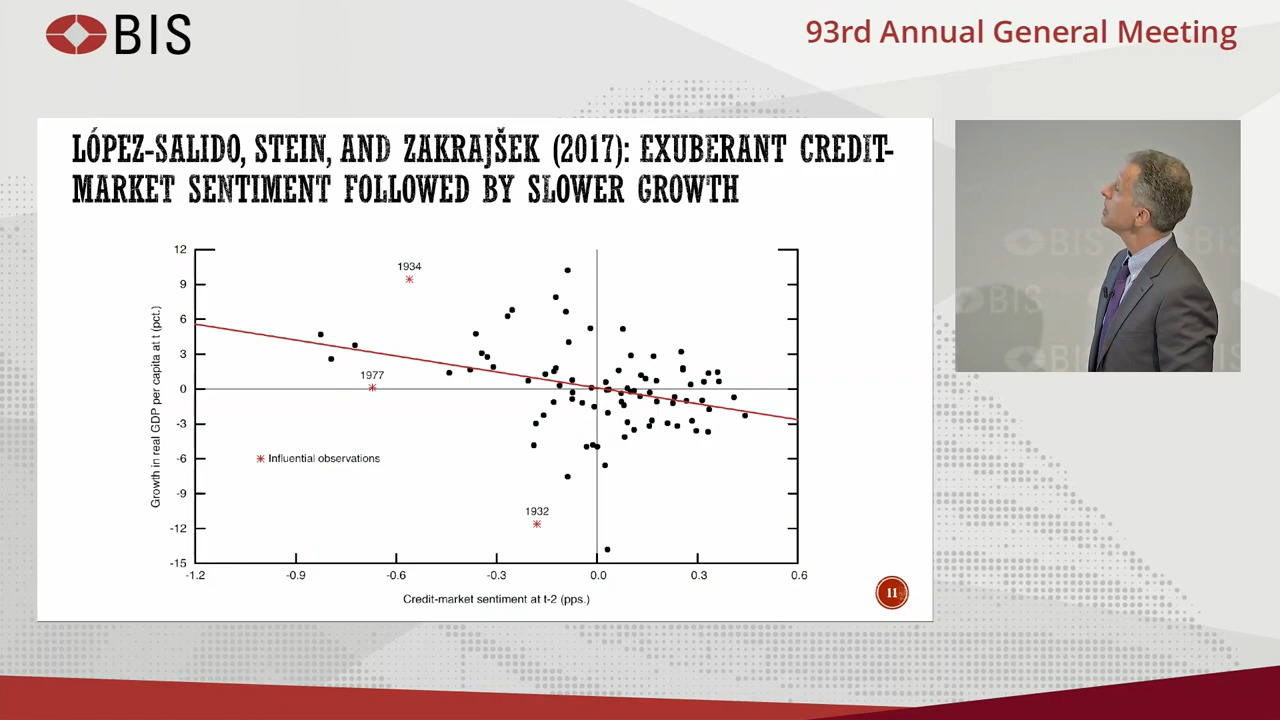 BIS
93rd Annual General Meeting
LÓPEZ-SALIDO, STEIN, AND ZAKRAJŠEK (2017): EXUBERANT CREDIT-
MARKET SENTIMENT FOLLOWED BY SLOWER GROWTH
12
9
6
3
0
-3
-6
-9
-12
-15
Growth in real GDP per capita at t (pct.)
1934
1977
Influential observations
1932
-1.2 -0.9 -0.6 -0.3 0.0 0.3 0.6
Credit-market sentiment at t-2 (pps.)
11
BIS
BIS
BIS